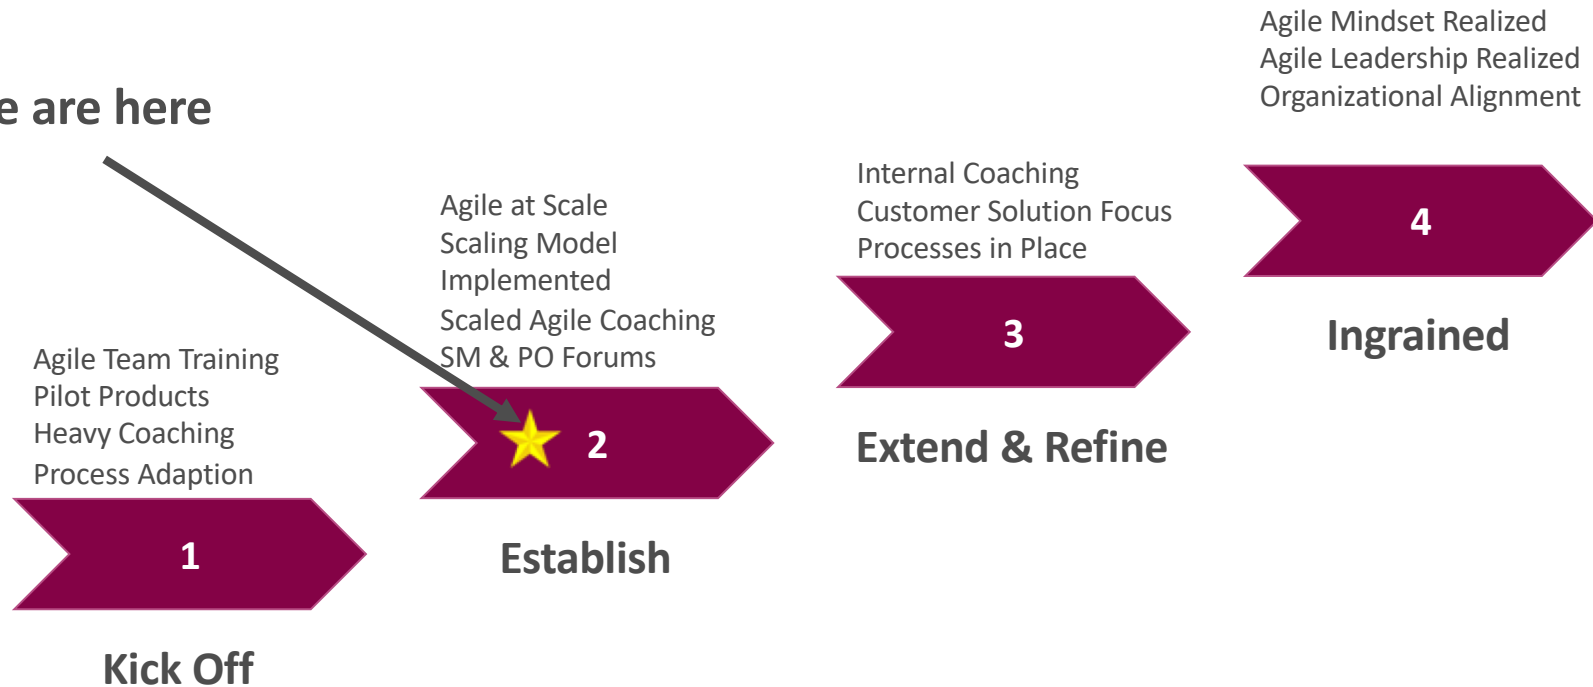 e are here
Agile Team Training
Pilot Products
Heavy Coaching
Process Adaption
1
Kick Off
Agile at Scale
Scaling Model
Implemented
Scaled Agile Coaching
SM & PO Forums
2
Establish
Internal Coaching
Customer Solution Focus
Processes in Place
3
Extend & Refine
Agile Mindset Realized
Agile Leadership Realized
Organizational Alignment
4
Ingrained